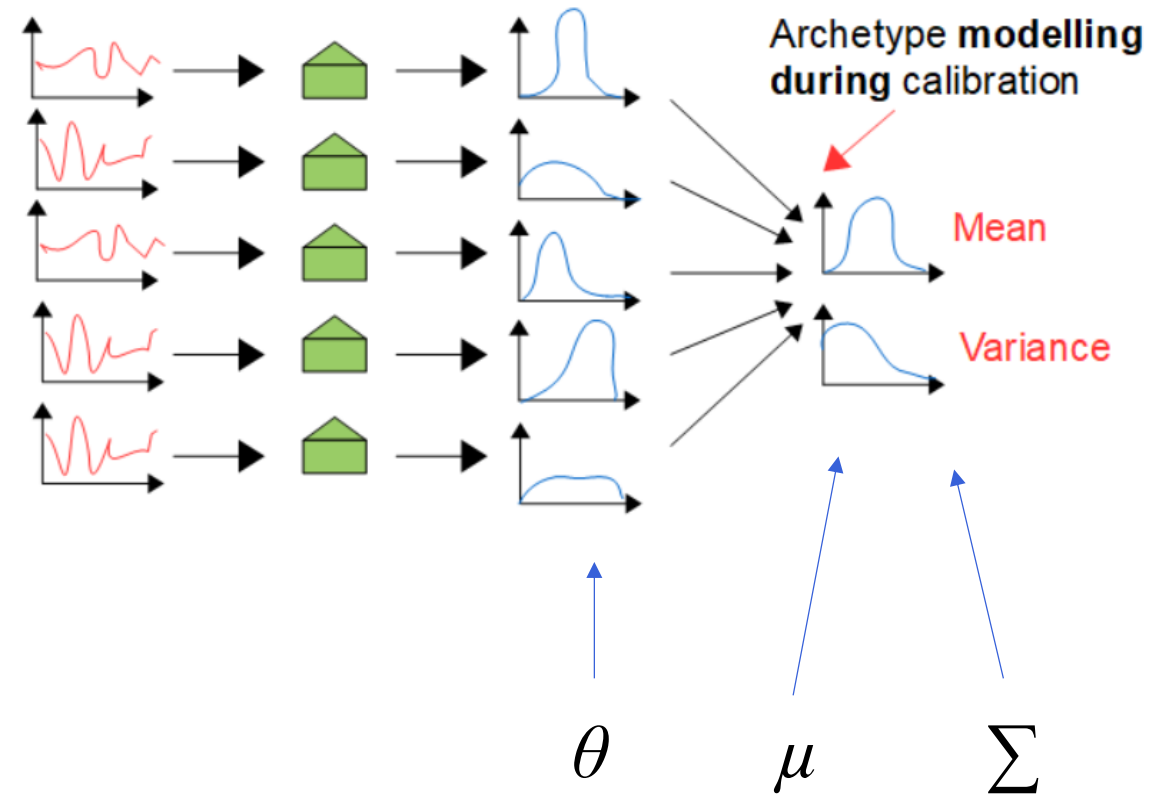 Archetype modelling
during calibration
Mean
Variance
θ
μ
∑